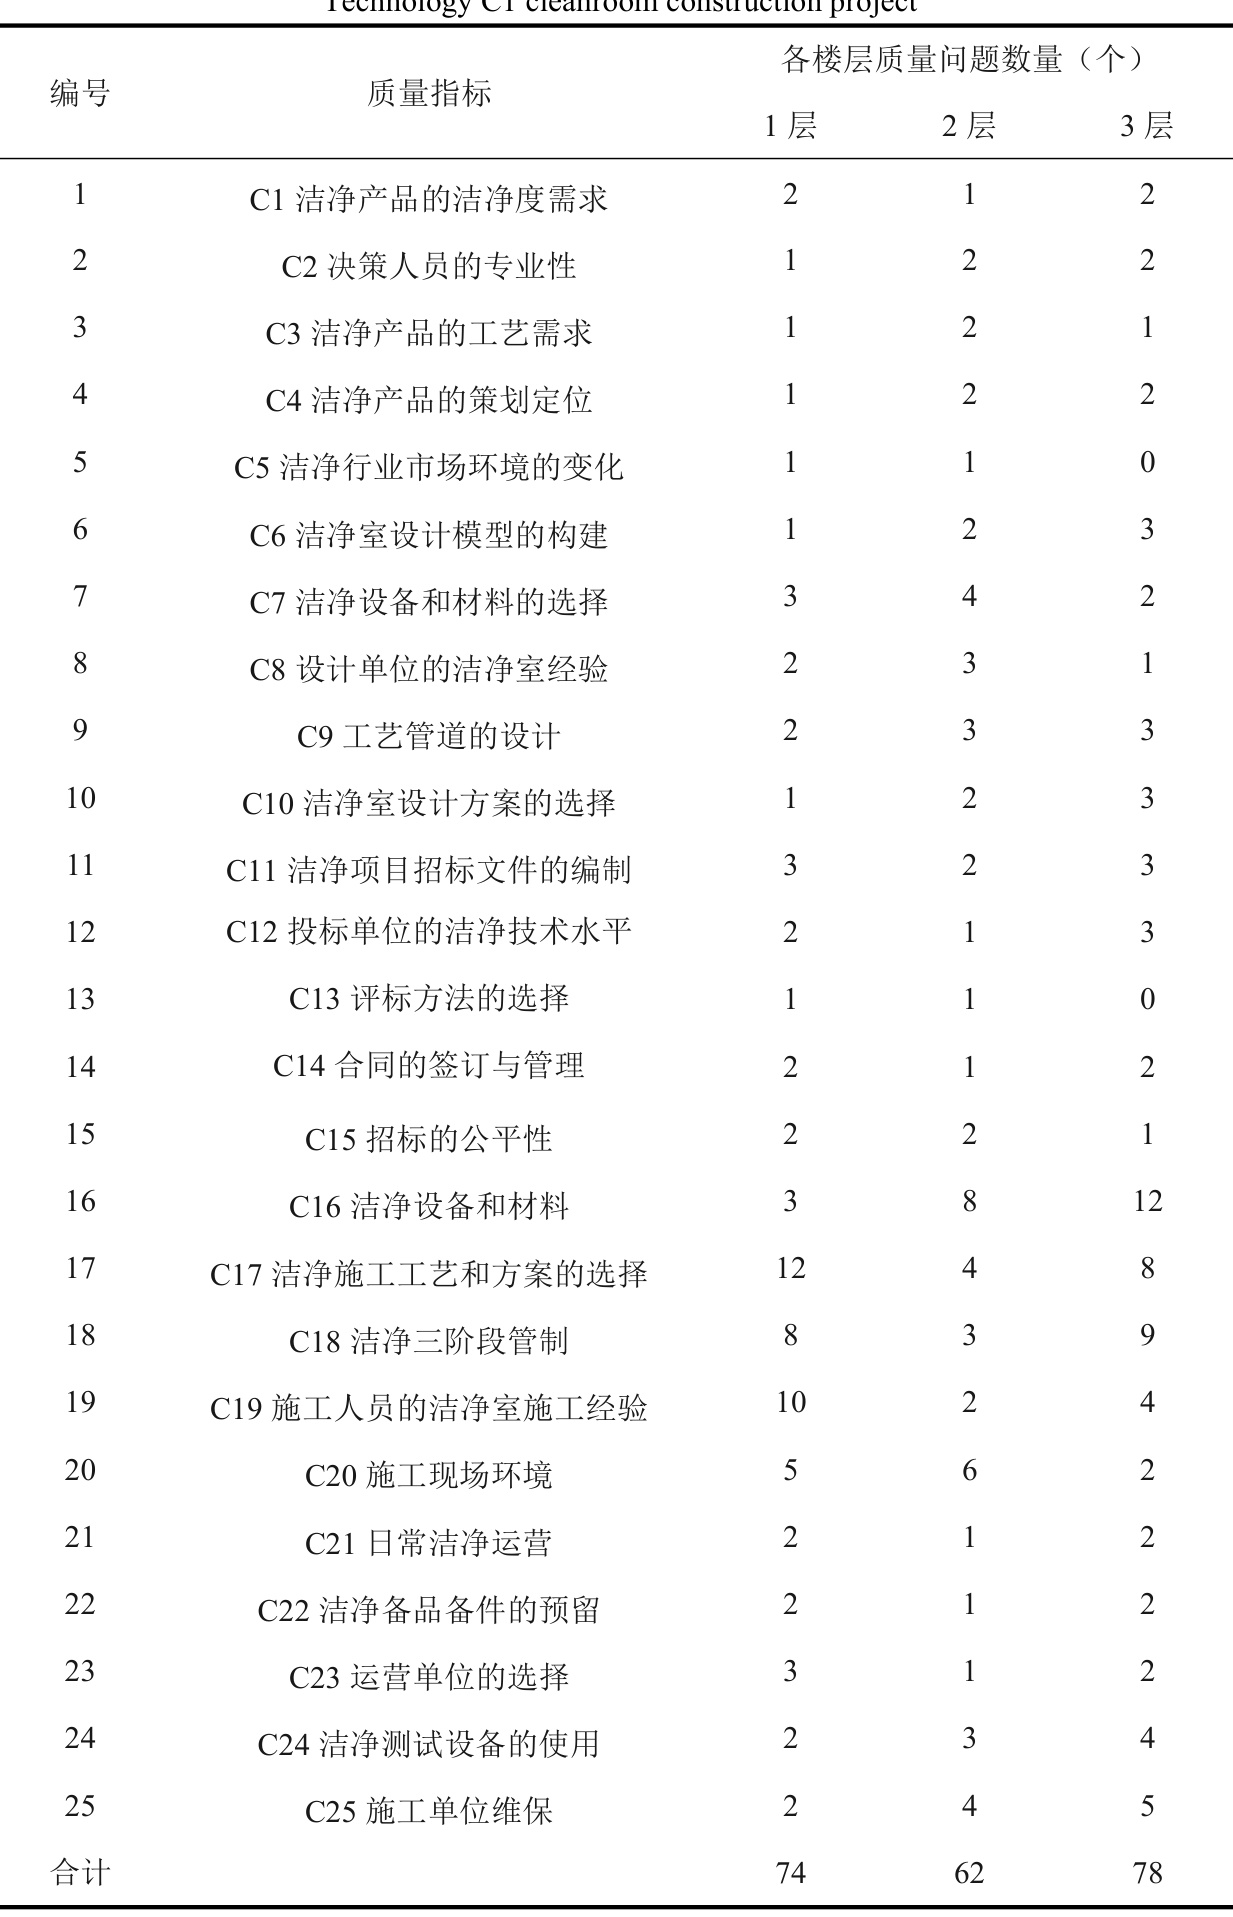 Technology C1 cleanroom construction project
编号 质量指标 各楼层质量问题数量（个）
1 层 2 层 3 层
1 C1 洁净产品的洁净度需求 2 1 2
2 C2 决策人员的专业性 1 2 2
3 C3 洁净产品的工艺需求 1 2 1
4 C4 洁净产品的策划定位 1 2 2
5 C5 洁净行业市场环境的变化 1 1 0
6 C6 洁净室设计模型的构建 1 2 3
7 C7 洁净设备和材料的选择 3 4 2
8 C8 设计单位的洁净室经验 2 3 1
9 C9 工艺管道的设计 2 3 3
10 C10 洁净室设计方案的选择 1 2 3
11 C11 洁净项目招标文件的编制 3 2 3
12 C12 投标单位的洁净技术水平 2 1 3
13 C13 评标方法的选择 1 1 0
14 C14 合同的签订与管理 2 1 2
15 C15 招标的公平性 2 2 1
16 C16 洁净设备和材料 3 8 12
17 C17 洁净施工工艺和方案的选择 12 4 8
18 C18 洁净三阶段管制 8 3 9
19 C19 施工人员的洁净室施工经验 10 2 4
20 C20 施工现场环境 5 6 2
21 C21 日常洁净运营 2 1 2
22 C22 洁净备品备件的预留 2 1 2
23 C23 运营单位的选择 3 1 2
24 C24 洁净测试设备的使用 2 3 4
25 C25 施工单位维保 2 4 5
合计 74 62 78